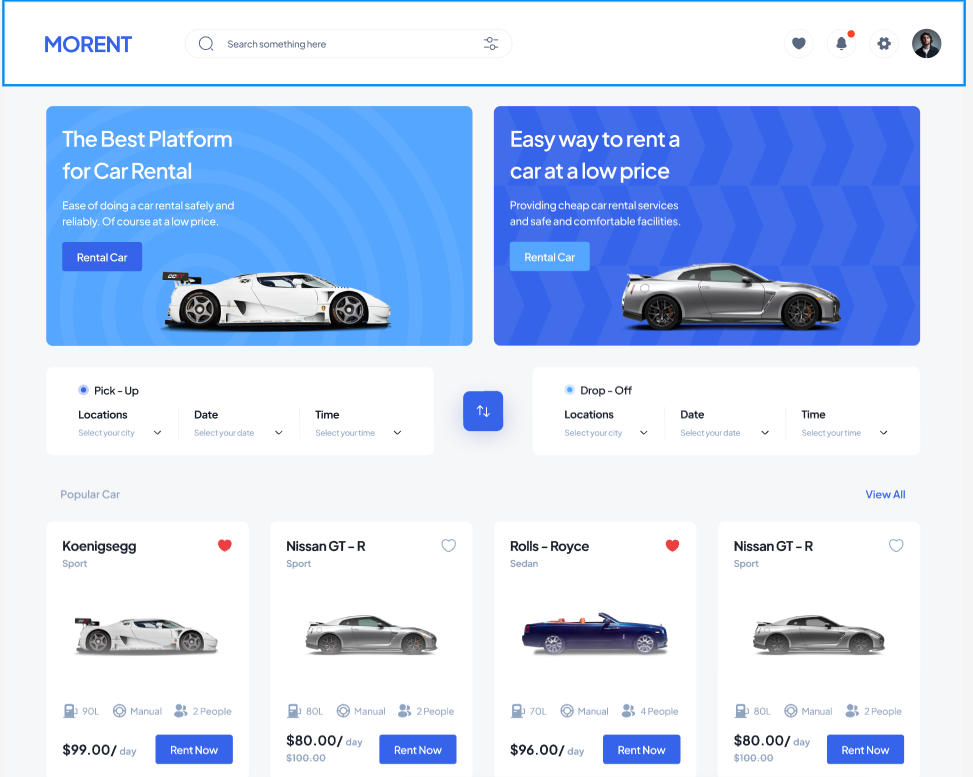 MORENT
Search something here
The Best Platform
for Car Rental
Ease of doing a car rental safely and
reliably. Of course at a low price.
Rental Car
Easy way to rent a
car at a low price
Providing cheap car rental services
and safe and comfortable facilities.
Rental Car
Pick - Up
Locations
Select your city
Date
Select your date
Time
Select your time
Drop - Off
Locations
Select your city
Date
Select your date
Time
Select your time
Popular Car
View All
Koenigsegg
Sport
90L
Manual
2 People
$99.00/ day
Rent Now
Nissan GT - R
Sport
80L
Manual
2 People
$80.00/ day
$100.00
Rent Now
Rolls - Royce
Sedan
70L
Manual
4 People
$96.00/ day
Rent Now
Nissan GT - R
Sport
80L
Manual
2 People
$80.00/ day
$100.00
Rent Now